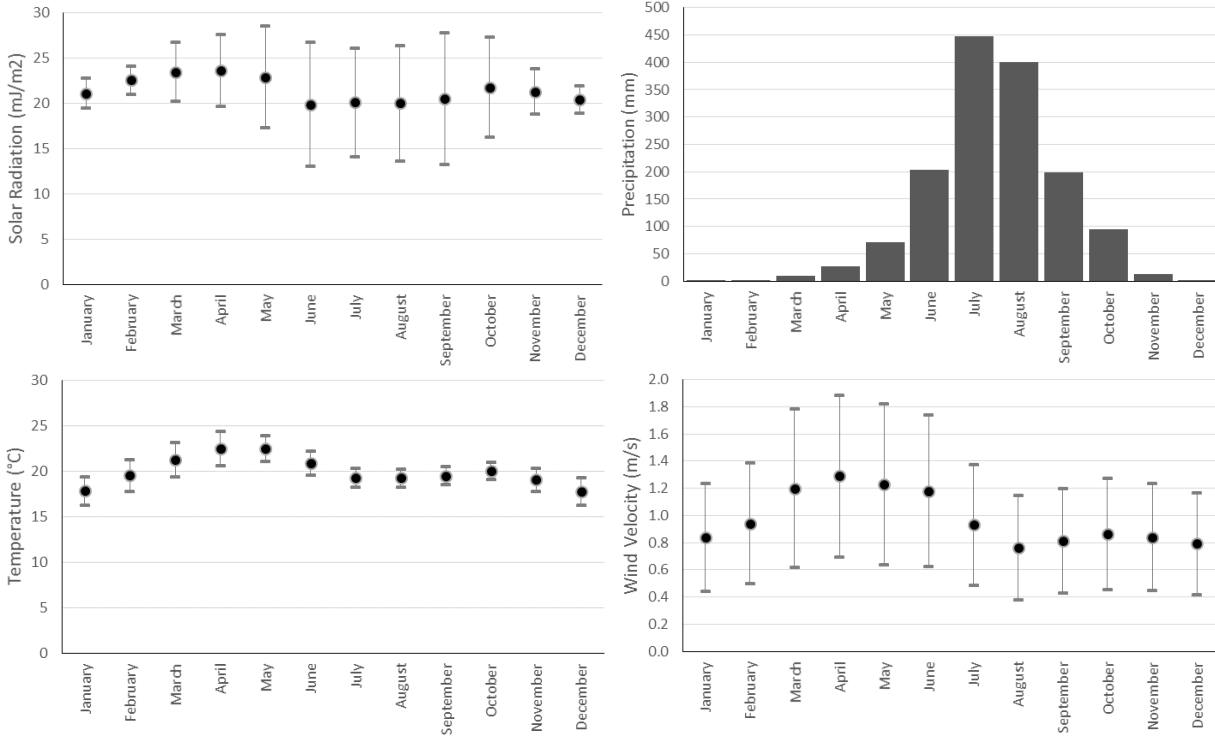 Solar Radiation (mJ/m2)
30
25
20
15
10
5
0
January
February
March
April
May
June
July
August
September
October
November
December
Precipitation (mm)
500
450
400
350
300
250
200
150
100
50
0
January
February
March
April
May
June
July
August
September
October
November
December
Temperature (°C)
30
25
20
15
10
5
0
January
February
March
April
May
June
July
August
September
October
November
December
Wind Velocity (m/s)
2.0
1.8
1.6
1.4
1.2
1.0
0.8
0.6
0.4
0.2
0.0
January
February
March
April
May
June
July
August
September
October
November
December